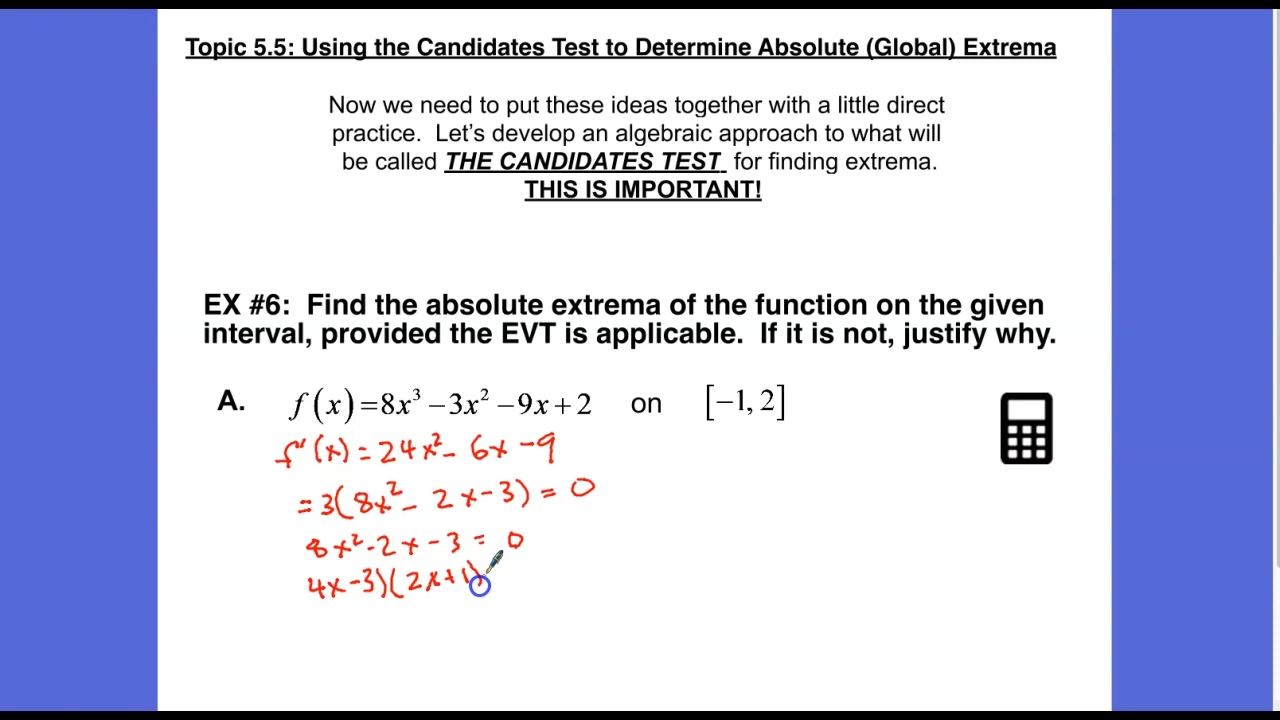 Topic 5.5: Using the Candidates Test to Determine Absolute (Global) Extrema
Now we need to put these ideas together with a little direct
practice. Let's develop an algebraic approach to what will
be called THE CANDIDATES TEST for finding extrema.
THIS IS IMPORTANT!
EX #6: Find the absolute extrema of the function on the given
interval, provided the EVT is applicable. If it is not, justify why.
A. f(x)=8x³−3x²−9x+2 on [−1,2]
f'(x) = 24x² - 6x - 9
= 3(8x² - 2x - 3) = 0
8x² - 2x - 3 = 0
4x - 3)(2x + 1)